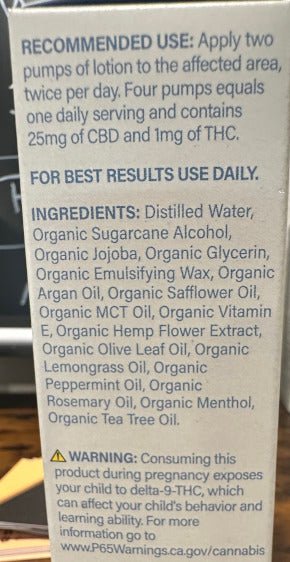 RECOMMENDED USE: Apply two
pumps of lotion to the affected area,
twice per day. Four pumps equals
one daily serving and contains
25mg of CBD and 1mg of THC.
FOR BEST RESULTS USE DAILY.
INGREDIENTS: Distilled Water,
Organic Sugarcane Alcohol,
Organic Jojoba, Organic Glycerin,
Organic Emulsifying Wax, Organic
Argan Oil, Organic Safflower Oil,
Organic MCT Oil, Organic Vitamin
E, Organic Hemp Flower Extract,
Organic Olive Leaf Oil, Organic
Lemongrass Oil, Organic
Peppermint Oil, Organic
Rosemary Oil, Organic Menthol,
Organic Tea Tree Oil.
⚠ WARNING: Consuming this
product during pregnancy exposes
your child to delta-9-THC, which
can affect your child's behavior and
learning ability. For more
information go to
www.P65Warnings.ca.gov/cannabis